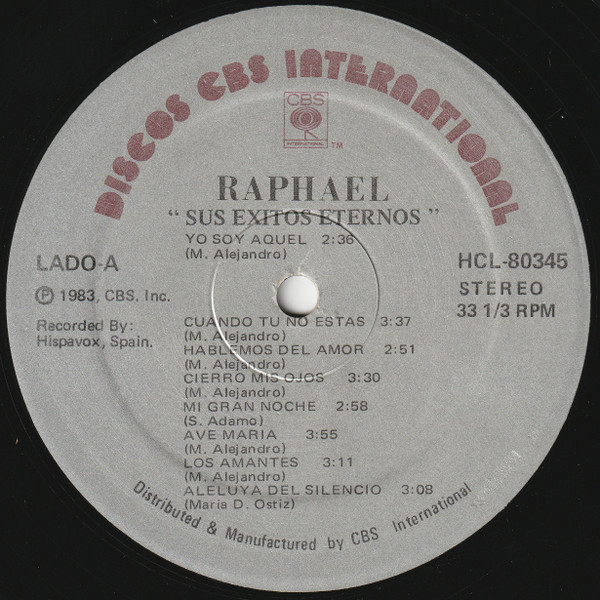 DISCOS CBS INTERNATIONAL
CBS
INTERNATIONAL
TM
RAPHAEL
"SUS EXITOS ETERNOS"
YO SOY AQUEL 2:36
(M. Alejandro)
LADO-A
℗ 1983, CBS. Inc.
Recorded By:
Hispavox, Spain.
HCL-80345
STEREO
33 1/3 RPM
CUANDO TU NO ESTAS 3:37
(M. Alejandro)
HABLEMOS DEL AMOR 2:51
(M. Alejandro)
CIERRO MIS OJOS 3:30
(M. Alejandro)
MI GRAN NOCHE 2:58
(S. Adamo)
AVE MARIA 3:55
(M. Alejandro)
LOS AMANTES 3:11
(M. Alejandro)
ALELUYA DEL SILENCIO 3:08
(Maria D. Ostiz)
Distributed & Manufactured by CBS International